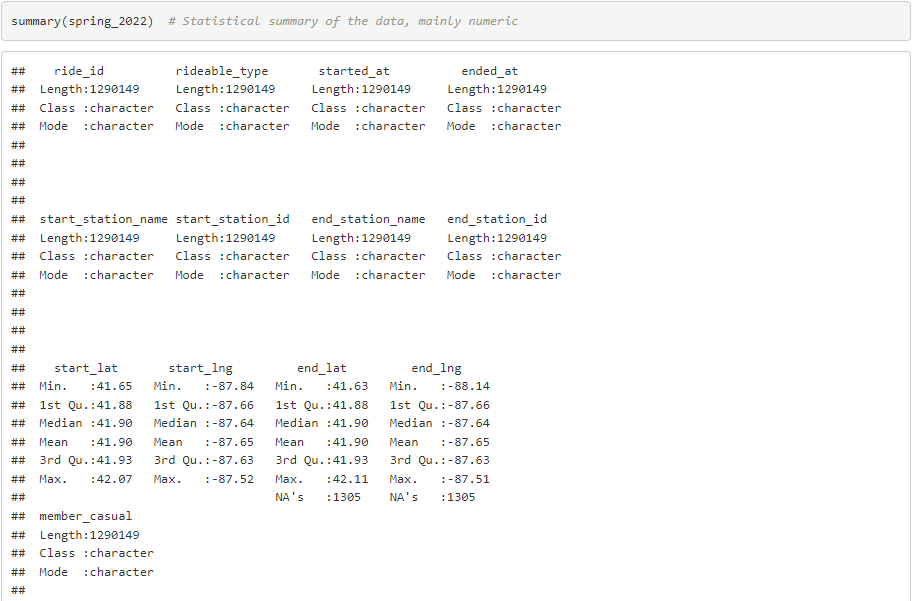 summary(spring_2022)  # Statistical summary of the data, mainly numeric
##    ride_id          rideable_type       started_at          ended_at
##  Length:1290149     Length:1290149     Length:1290149     Length:1290149
##  Class :character   Class :character   Class :character   Class :character
##  Mode  :character   Mode  :character   Mode  :character   Mode  :character
##
##
##
##
##  start_station_name start_station_id   end_station_name   end_station_id
##  Length:1290149     Length:1290149     Length:1290149     Length:1290149
##  Class :character   Class :character   Class :character   Class :character
##  Mode  :character   Mode  :character   Mode  :character   Mode  :character
##
##
##
##
##    start_lat       start_lng         end_lat         end_lng
##  Min.   :41.65   Min.   :-87.84   Min.   :41.63   Min.   :-88.14
##  1st Qu.:41.88   1st Qu.:-87.66   1st Qu.:41.88   1st Qu.:-87.66
##  Median :41.90   Median :-87.64   Median :41.90   Median :-87.64
##  Mean   :41.90   Mean   :-87.65   Mean   :41.90   Mean   :-87.65
##  3rd Qu.:41.93   3rd Qu.:-87.63   3rd Qu.:41.93   3rd Qu.:-87.63
##  Max.   :42.07   Max.   :-87.52   Max.   :42.11   Max.   :-87.51
##                                   NA's   :1305    NA's   :1305
##  member_casual
##  Length:1290149
##  Class :character
##  Mode  :character
##